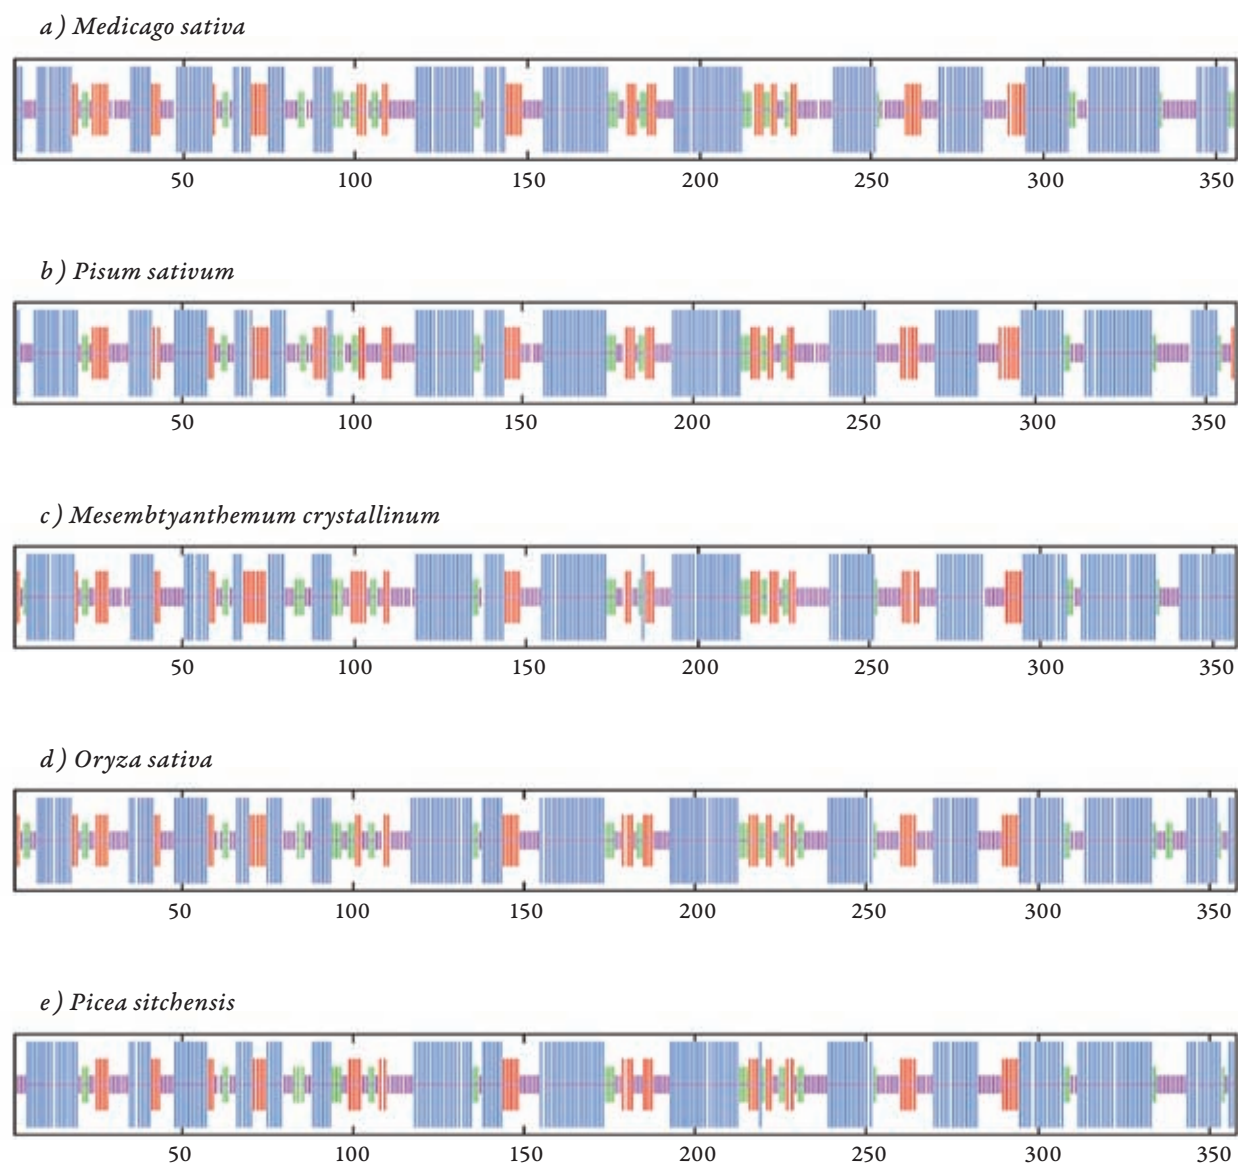 a) Medicago sativa
50 100 150 200 250 300 350
b) Pisum sativum
50 100 150 200 250 300 350
c) Mesembtyanthemum crystallinum
50 100 150 200 250 300 350
d) Oryza sativa
50 100 150 200 250 300 350
e) Picea sitchensis
50 100 150 200 250 300 350